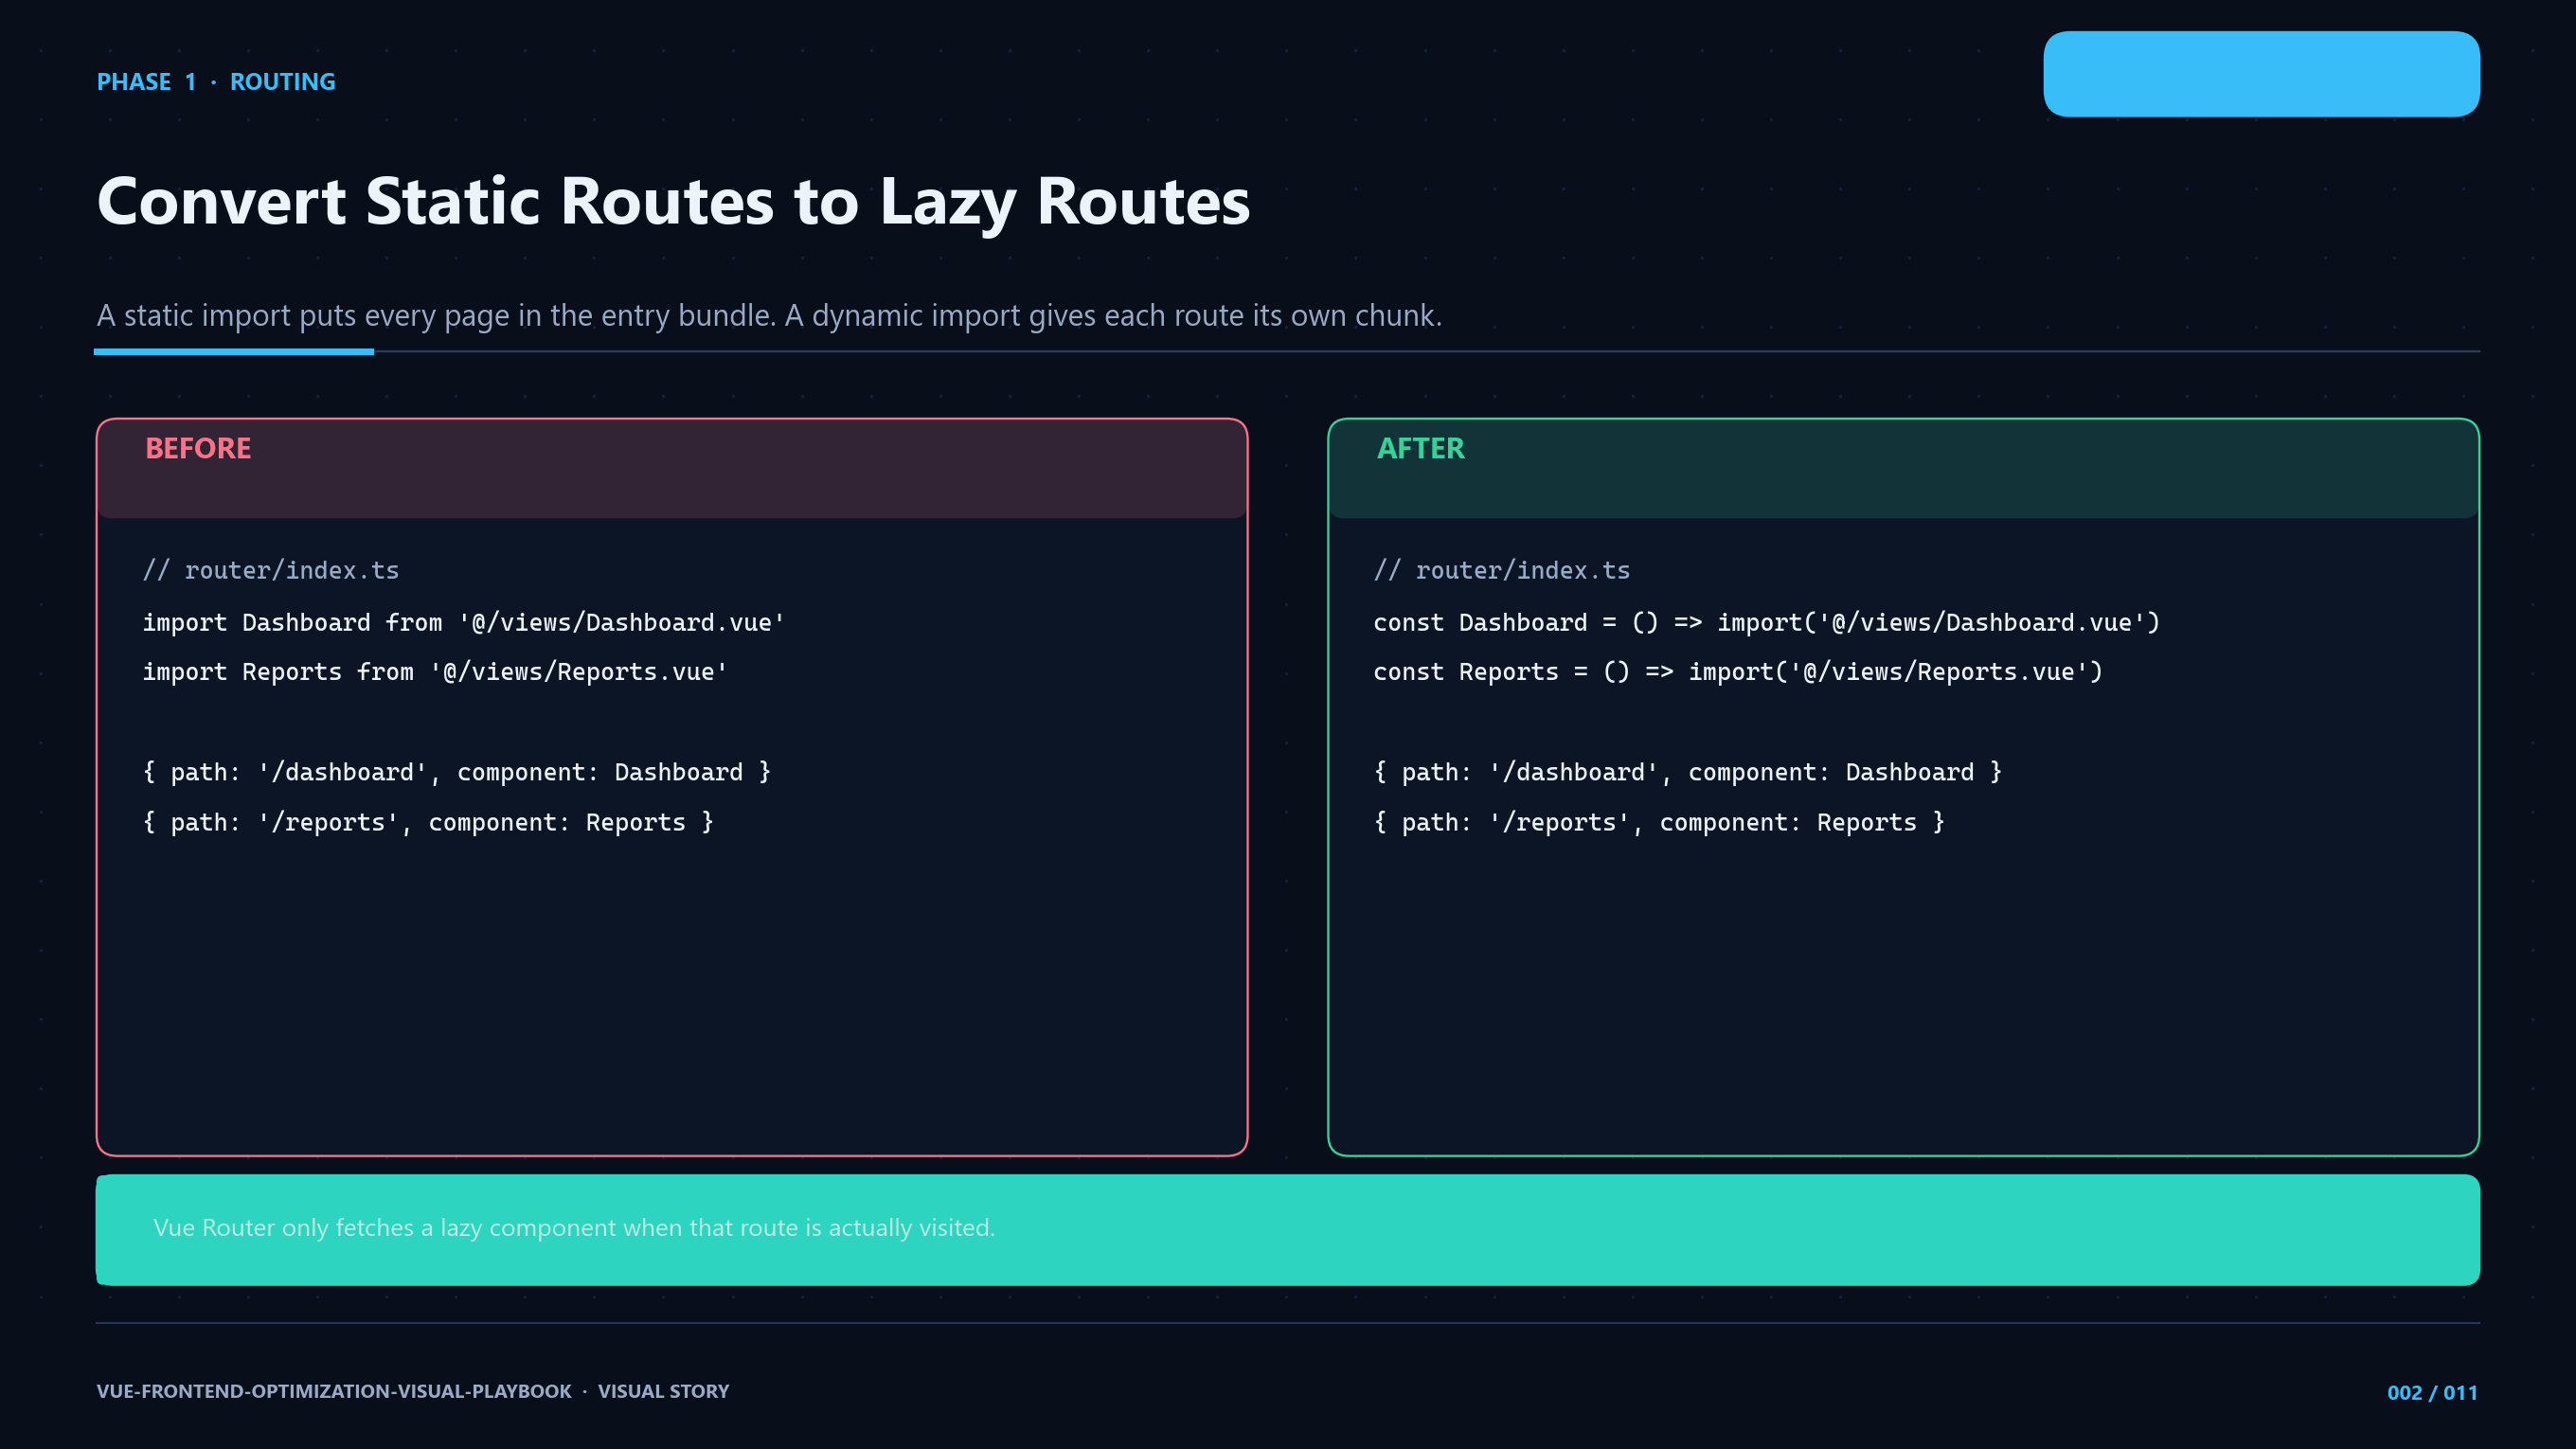 PHASE 1 · ROUTING
Convert Static Routes to Lazy Routes
A static import puts every page in the entry bundle. A dynamic import gives each route its own chunk.
BEFORE
// router/index.ts
import Dashboard from '@/views/Dashboard.vue'
import Reports from '@/views/Reports.vue'
{ path: '/dashboard', component: Dashboard }
{ path: '/reports', component: Reports }
AFTER
// router/index.ts
const Dashboard = () => import('@/views/Dashboard.vue')
const Reports = () => import('@/views/Reports.vue')
{ path: '/dashboard', component: Dashboard }
{ path: '/reports', component: Reports }
Vue Router only fetches a lazy component when that route is actually visited.
VUE-FRONTEND-OPTIMIZATION-VISUAL-PLAYBOOK · VISUAL STORY
002 / 011